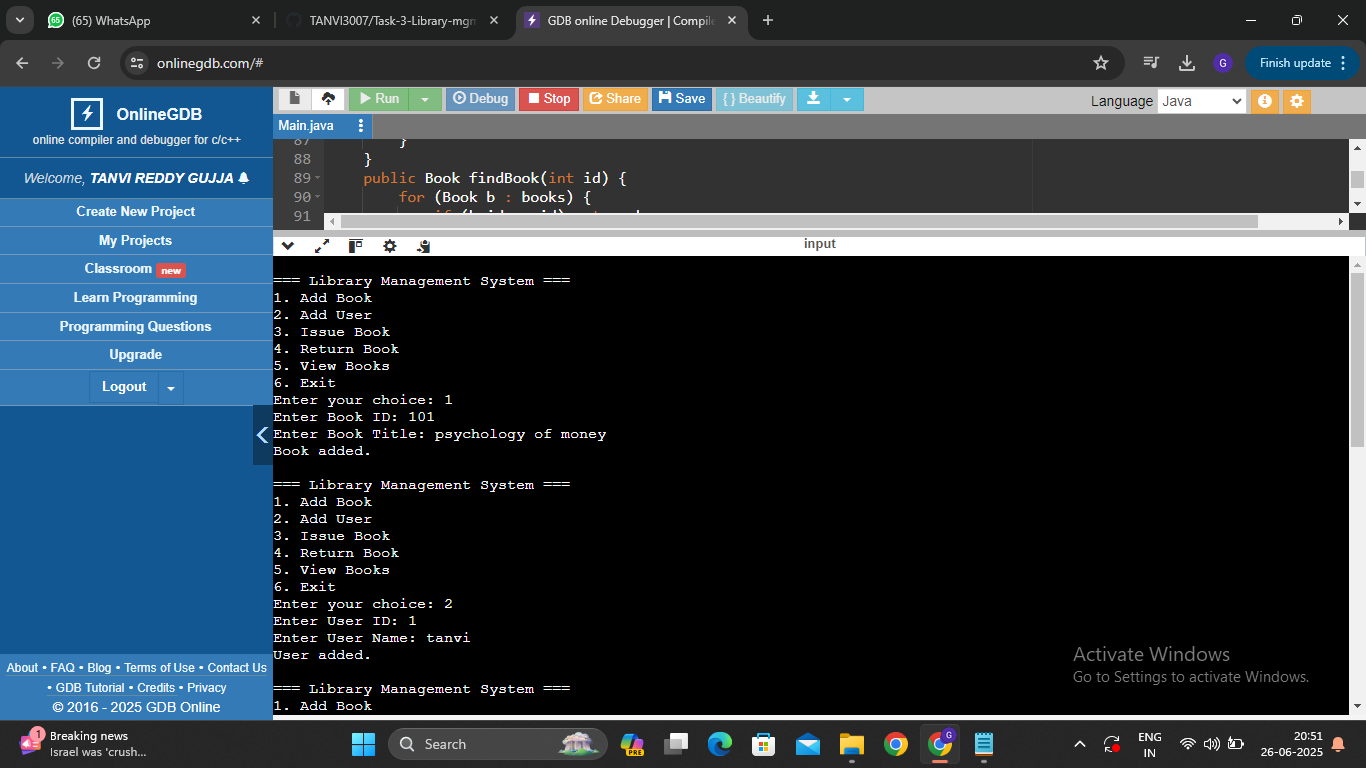 (65) WhatsApp
TANVI3007/Task-3-Library-mgm
GDB online Debugger | Compile
onlinegdb.com/#
G
Finish update
OnlineGDB
online compiler and debugger for c/c++
Welcome, TANVI REDDY GUJJA
Create New Project
My Projects
Classroom new
Learn Programming
Programming Questions
Upgrade
Logout
About • FAQ • Blog • Terms of Use • Contact Us
• GDB Tutorial • Credits • Privacy
© 2016 - 2025 GDB Online
Run
Debug
Stop
Share
Save
{ } Beautify
Language Java
Main.java
87 }
88 }
89 public Book findBook(int id) {
90 for (Book b : books) {
91
input
=== Library Management System ===
1. Add Book
2. Add User
3. Issue Book
4. Return Book
5. View Books
6. Exit
Enter your choice: 1
Enter Book ID: 101
Enter Book Title: psychology of money
Book added.
=== Library Management System ===
1. Add Book
2. Add User
3. Issue Book
4. Return Book
5. View Books
6. Exit
Enter your choice: 2
Enter User ID: 1
Enter User Name: tanvi
User added.
=== Library Management System ===
1. Add Book
Activate Windows
Go to Settings to activate Windows.
1
Breaking news
Israel was 'crush...
Search
PRE
G
ENG
IN
20:51
26-06-2025